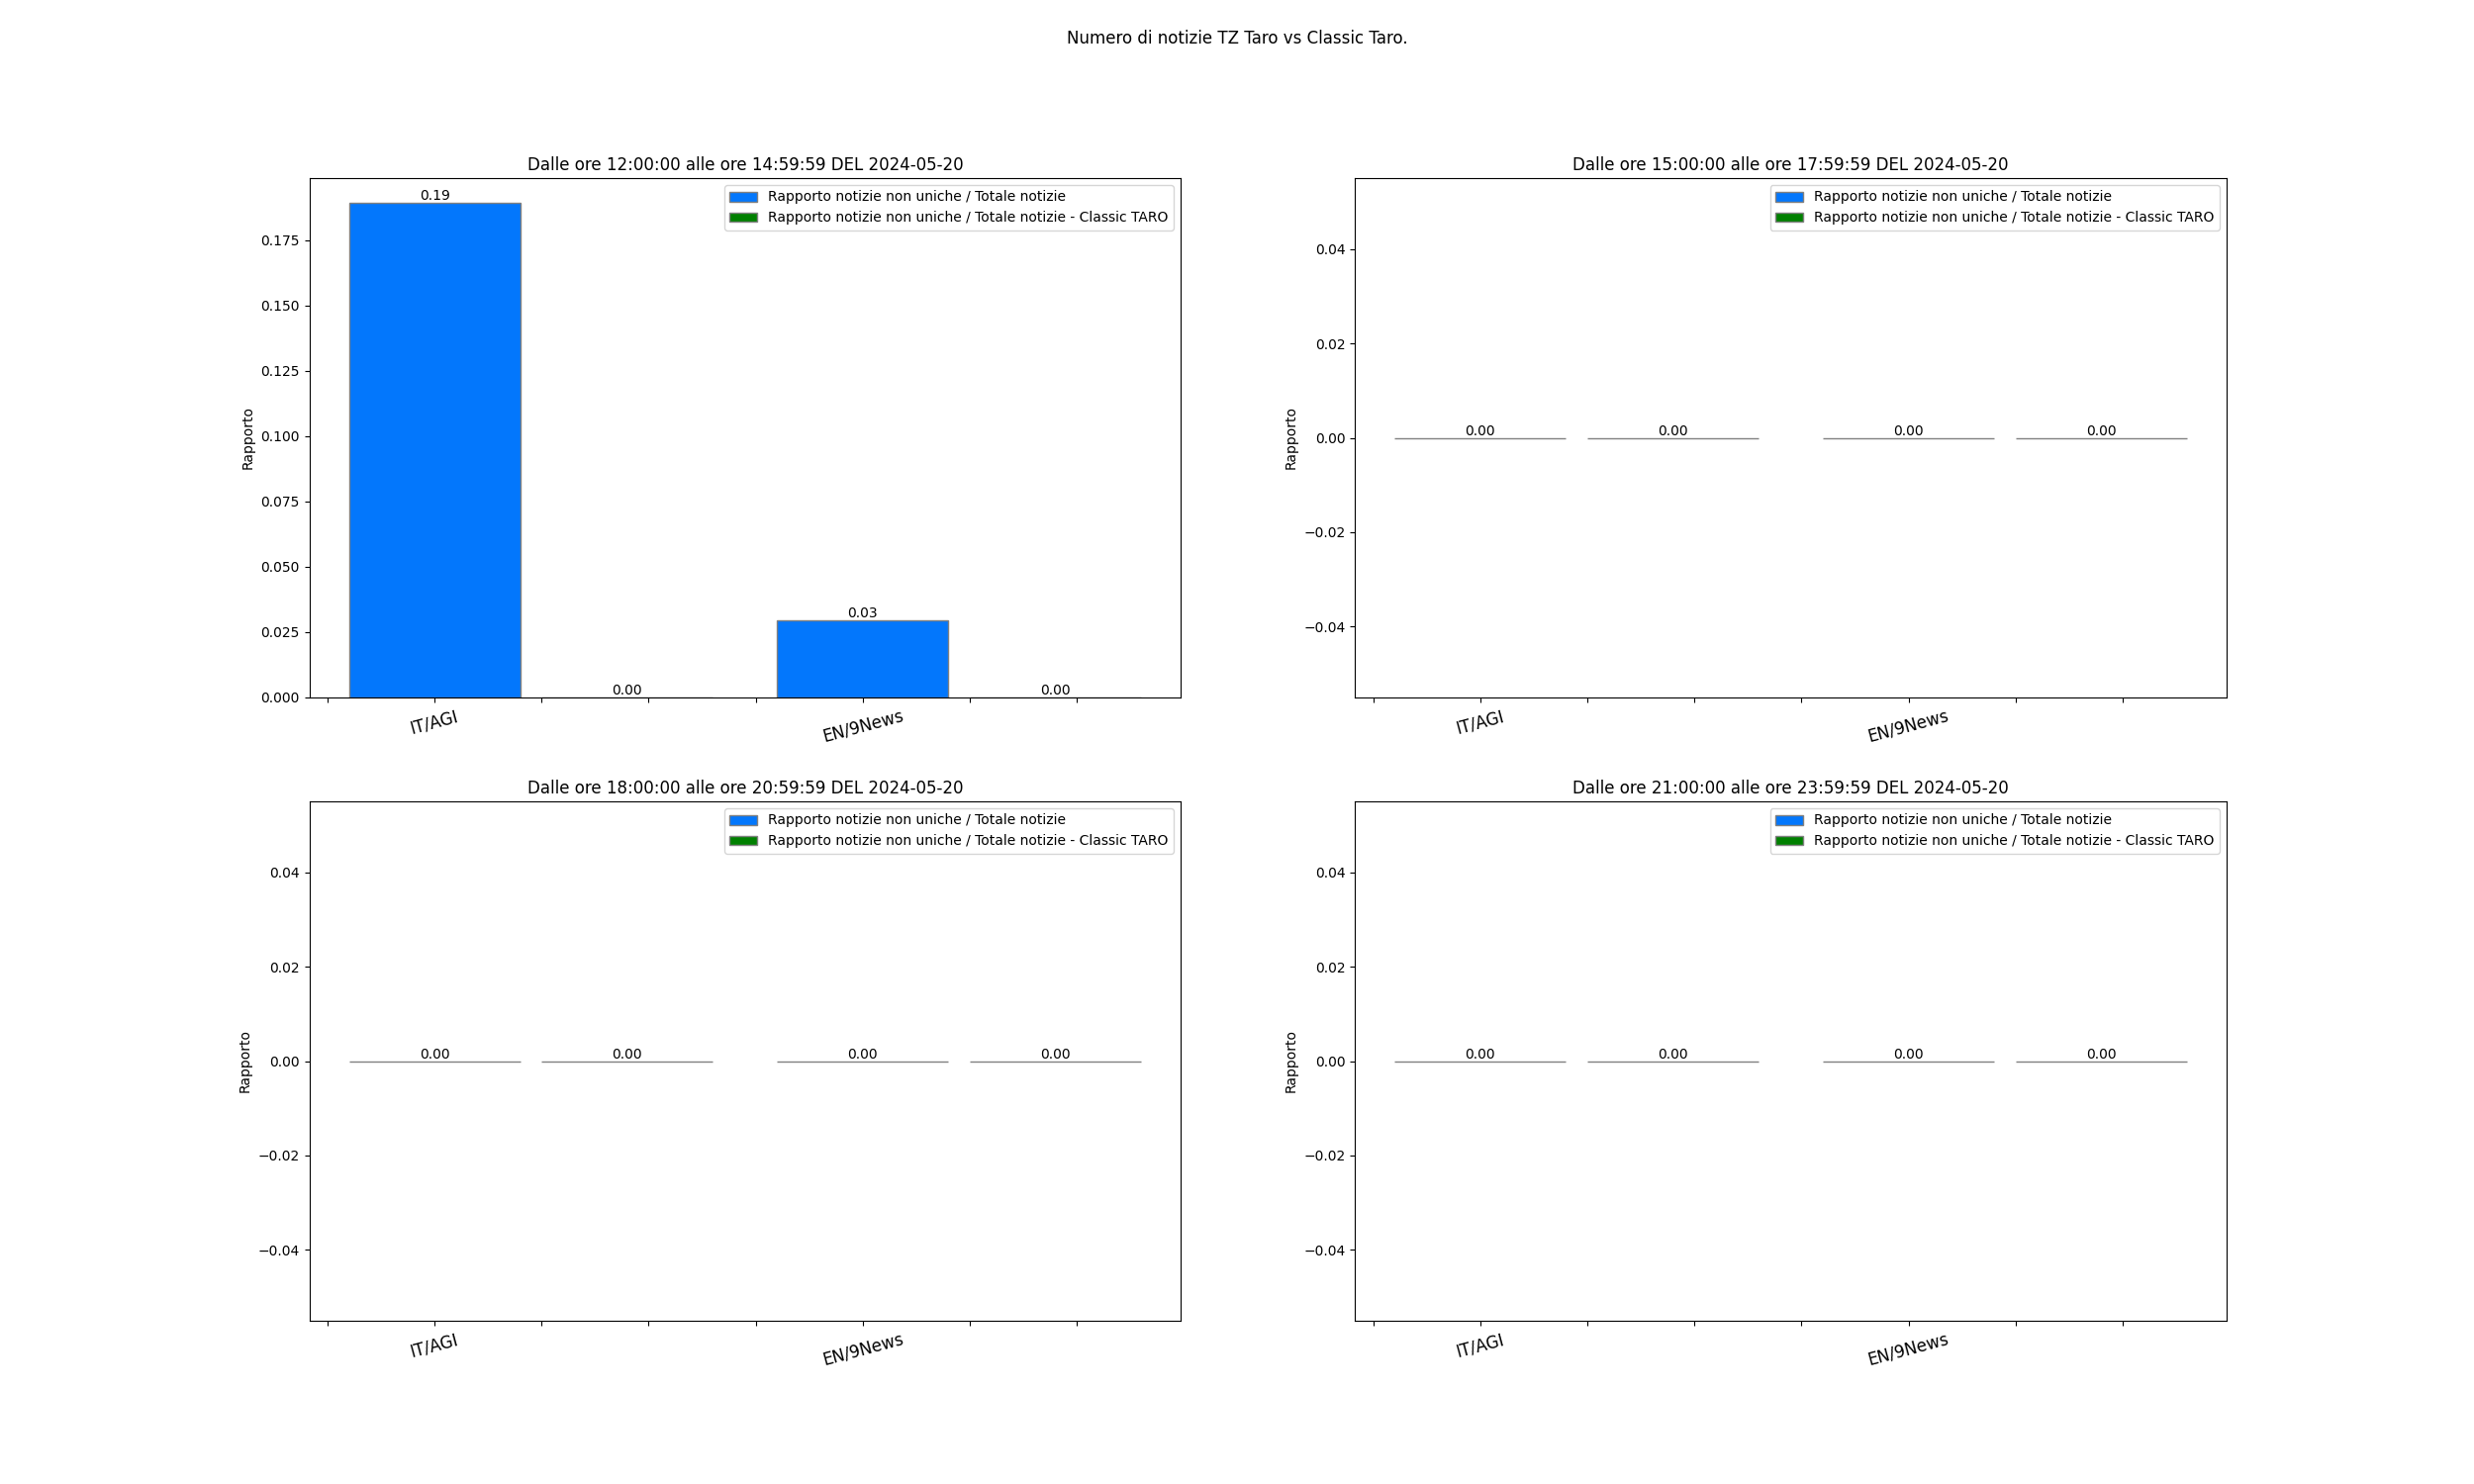 Numero di notizie TZ Taro vs Classic Taro.
Dalle ore 12:00:00 alle ore 14:59:59 DEL 2024-05-20
Rapporto notizie non uniche / Totale notizie
Rapporto notizie non uniche / Totale notizie - Classic TARO
Rapporto
0.175
0.150
0.125
0.100
0.075
0.050
0.025
0.000
0.19
0.00
0.03
0.00
IT/AGI
EN/9News
Dalle ore 15:00:00 alle ore 17:59:59 DEL 2024-05-20
Rapporto notizie non uniche / Totale notizie
Rapporto notizie non uniche / Totale notizie - Classic TARO
Rapporto
0.04
0.02
0.00
−0.02
−0.04
0.00
0.00
0.00
0.00
IT/AGI
EN/9News
Dalle ore 18:00:00 alle ore 20:59:59 DEL 2024-05-20
Rapporto notizie non uniche / Totale notizie
Rapporto notizie non uniche / Totale notizie - Classic TARO
Rapporto
0.04
0.02
0.00
−0.02
−0.04
0.00
0.00
0.00
0.00
IT/AGI
EN/9News
Dalle ore 21:00:00 alle ore 23:59:59 DEL 2024-05-20
Rapporto notizie non uniche / Totale notizie
Rapporto notizie non uniche / Totale notizie - Classic TARO
Rapporto
0.04
0.02
0.00
−0.02
−0.04
0.00
0.00
0.00
0.00
IT/AGI
EN/9News